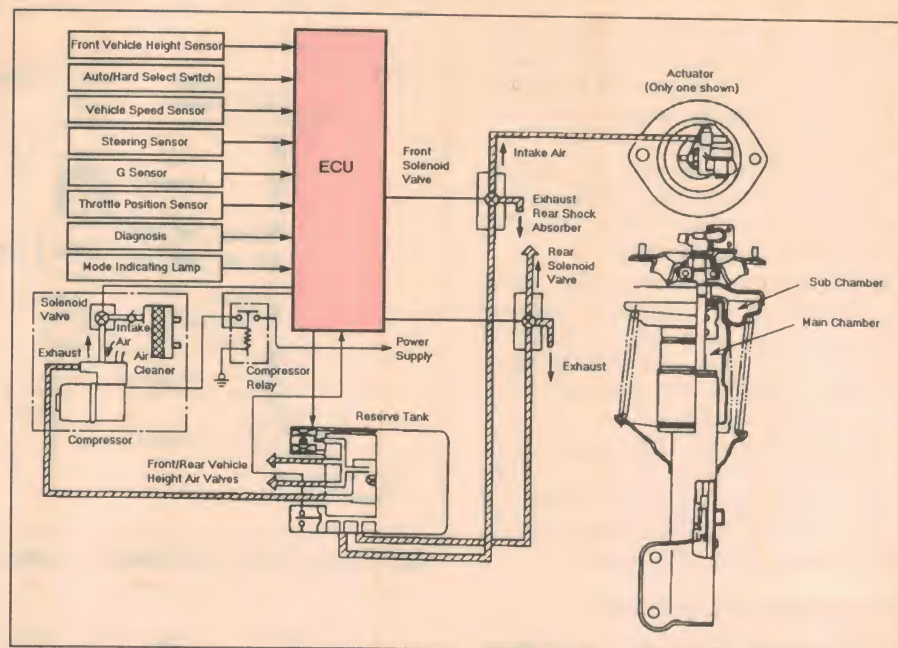 Front Vehicle Height Sensor
Auto/Hard Select Switch
Vehicle Speed Sensor
Steering Sensor
G Sensor
Throttle Position Sensor
Diagnosis
Mode Indicating Lamp
ECU
Solenoid
Valve
Intake
Exhaust
Air
Air
Cleaner
Compressor
Compressor
Relay
Power
Supply
Front
Solenoid
Valve
Intake Air
Exhaust
Rear Shock
Absorber
Rear
Solenoid
Valve
Exhaust
Reserve Tank
Front/Rear Vehicle
Height Air Valves
Actuator
(Only one shown)
Sub Chamber
Main Chamber